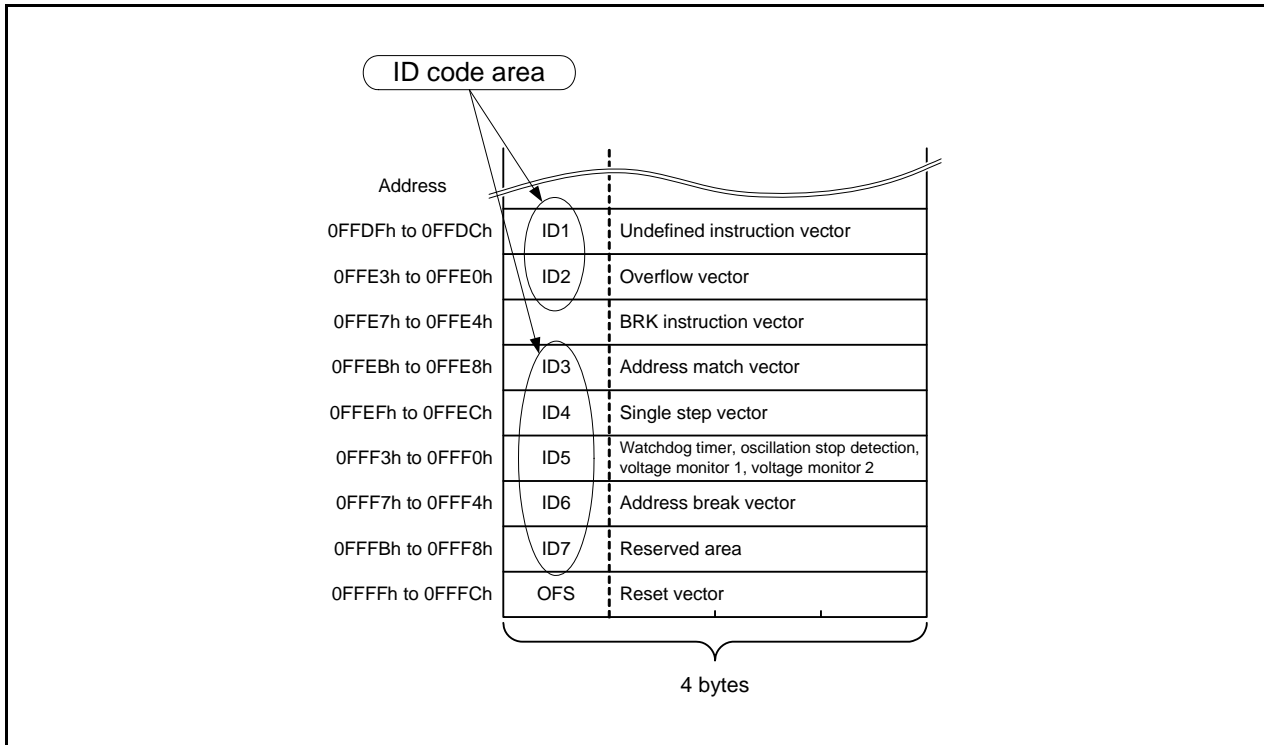 ID code area
Address
0FFDFh to 0FFDCh ID1 Undefined instruction vector
0FFE3h to 0FFE0h ID2 Overflow vector
0FFE7h to 0FFE4h BRK instruction vector
0FFEBh to 0FFE8h ID3 Address match vector
0FFEFh to 0FFECh ID4 Single step vector
0FFF3h to 0FFF0h ID5 Watchdog timer, oscillation stop detection,
voltage monitor 1, voltage monitor 2
0FFF7h to 0FFF4h ID6 Address break vector
0FFFBh to 0FFF8h ID7 Reserved area
0FFFFh to 0FFFCh OFS Reset vector
4 bytes